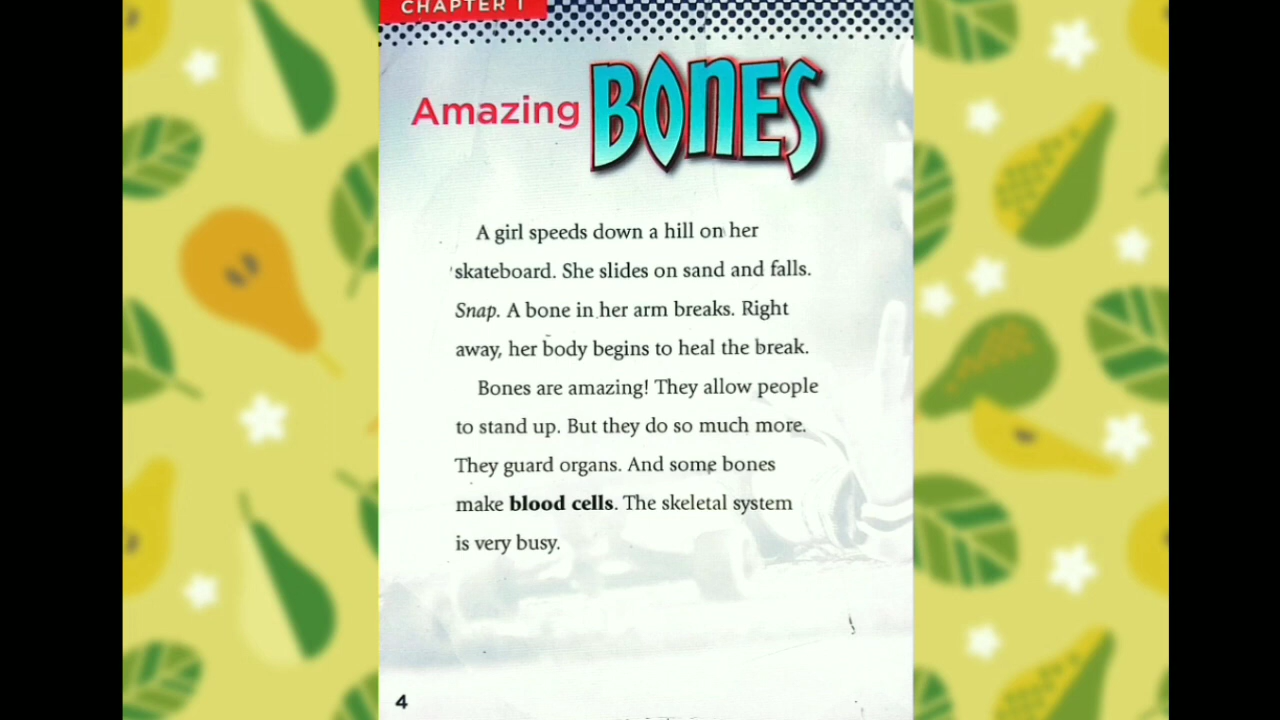 CHAPTER 1
Amazing BONES
A girl speeds down a hill on her
skateboard. She slides on sand and falls.
Snap. A bone in her arm breaks. Right
away, her body begins to heal the break.
Bones are amazing! They allow people
to stand up. But they do so much more.
They guard organs. And some bones
make blood cells. The skeletal system
is very busy.
4